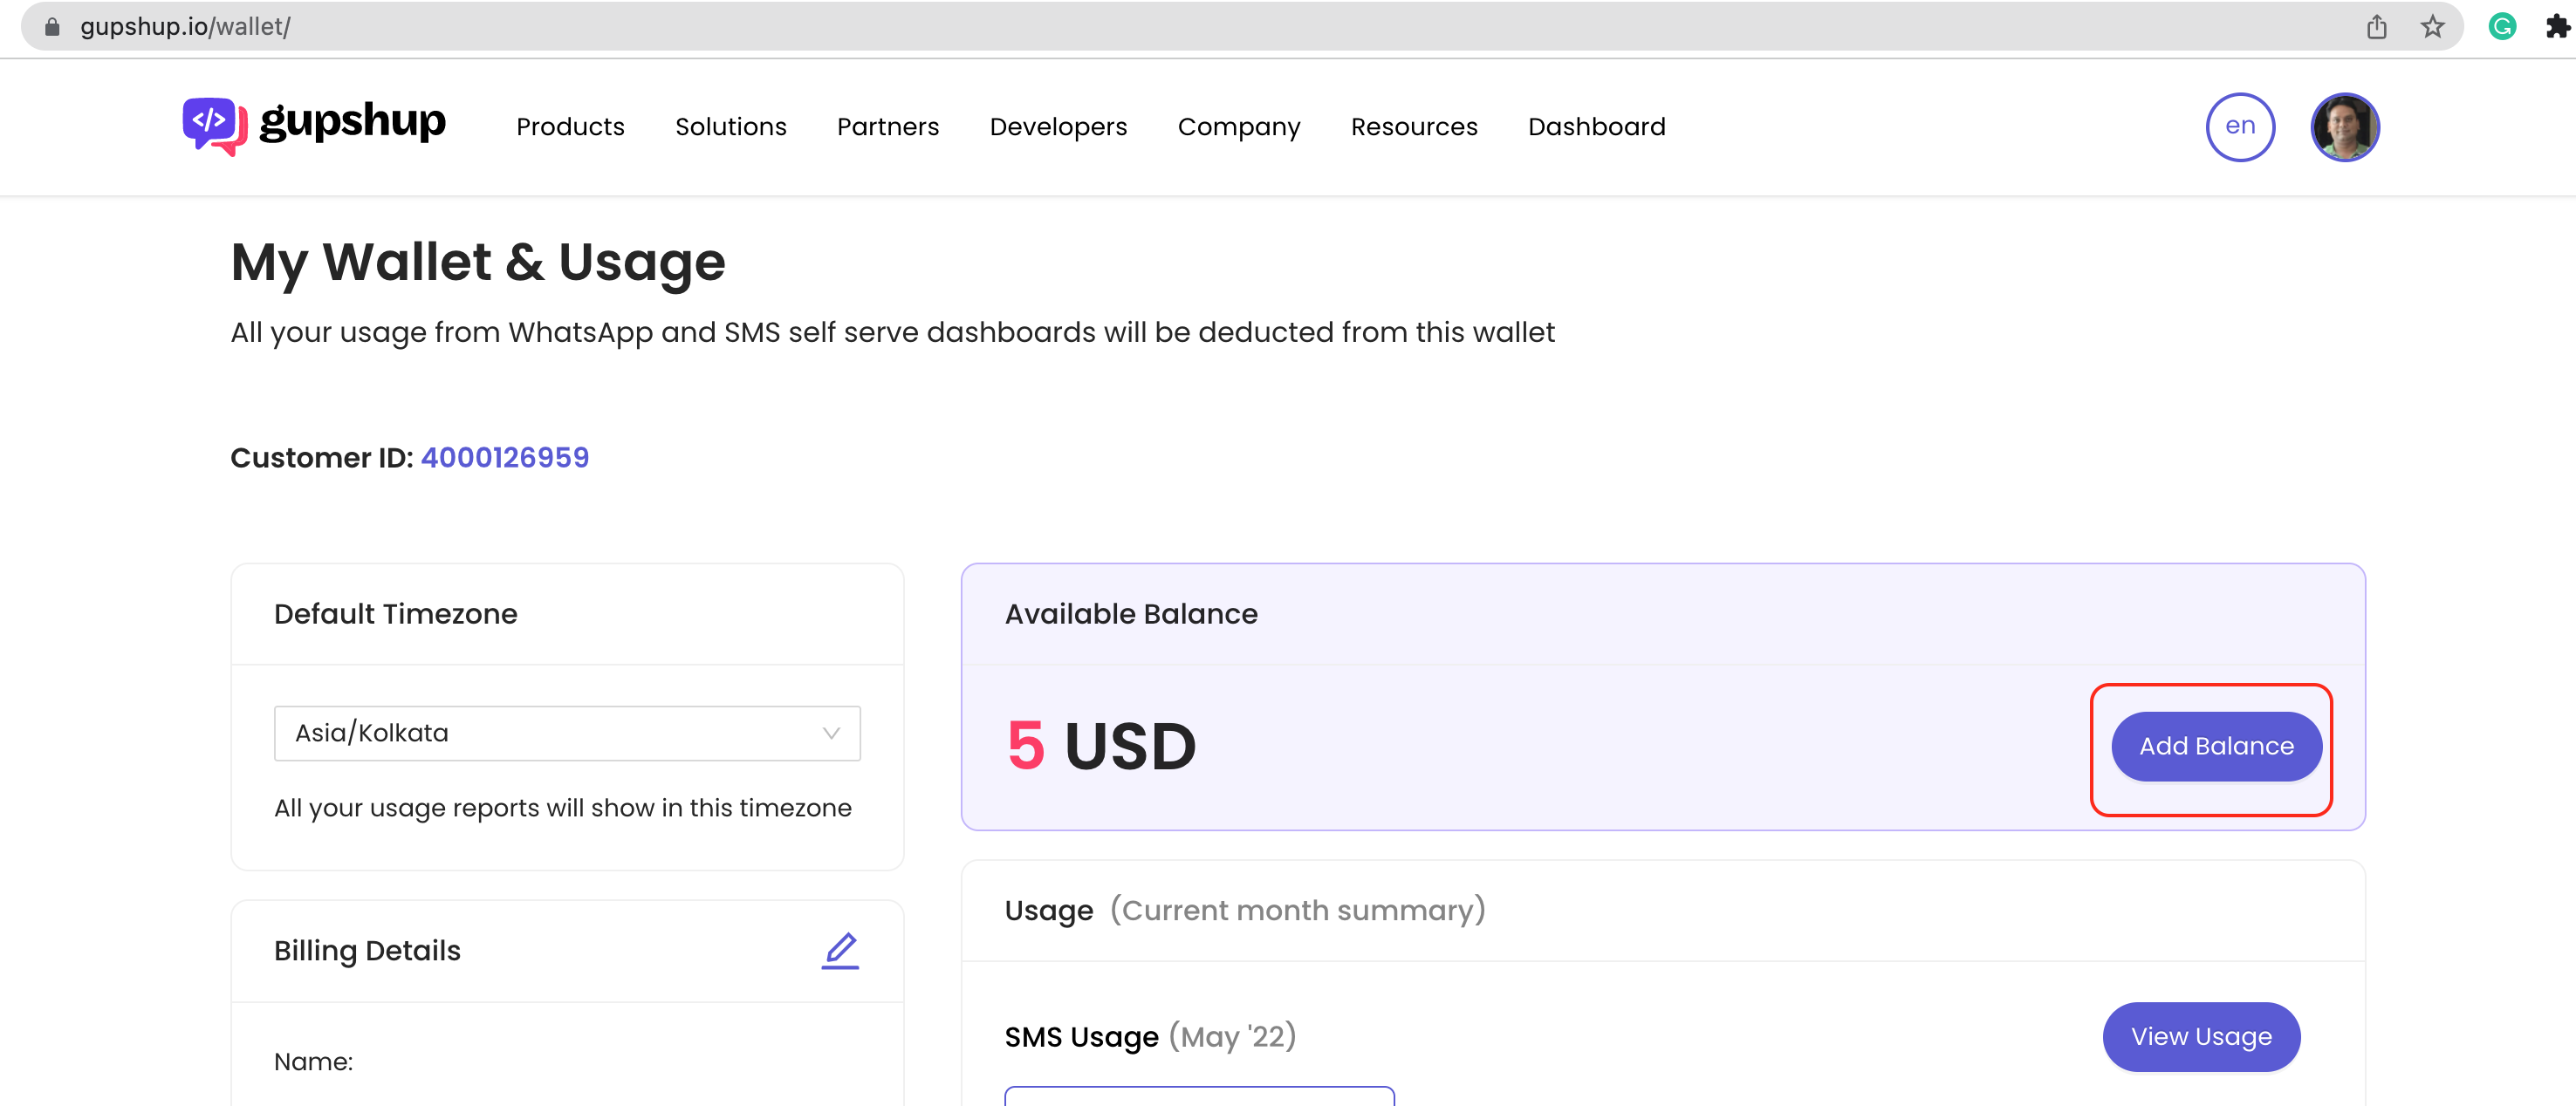 gupshup.io/wallet/
</> gupshup Products Solutions Partners Developers Company Resources Dashboard en
My Wallet & Usage
All your usage from WhatsApp and SMS self serve dashboards will be deducted from this wallet
Customer ID: 4000126959
Default Timezone
Asia/Kolkata
All your usage reports will show in this timezone
Billing Details
Name:
Available Balance
5 USD
Add Balance
Usage (Current month summary)
SMS Usage (May '22)
View Usage